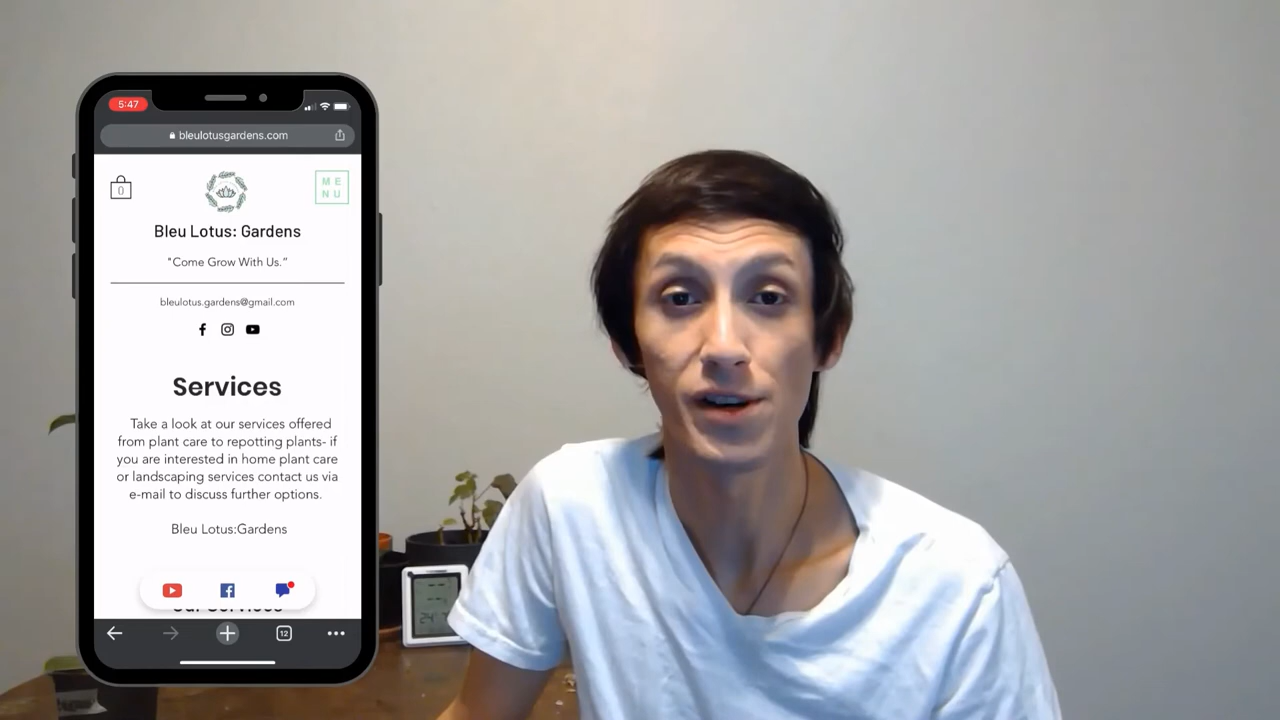 5:47
bleulotusgardens.com
0
ME
NU
Bleu Lotus: Gardens
"Come Grow With Us."
bleulotus.gardens@gmail.com
Services
Take a look at our services offered
from plant care to repotting plants- if
you are interested in home plant care
or landscaping services contact us via
e-mail to discuss further options.
Bleu Lotus:Gardens
Our Services
12